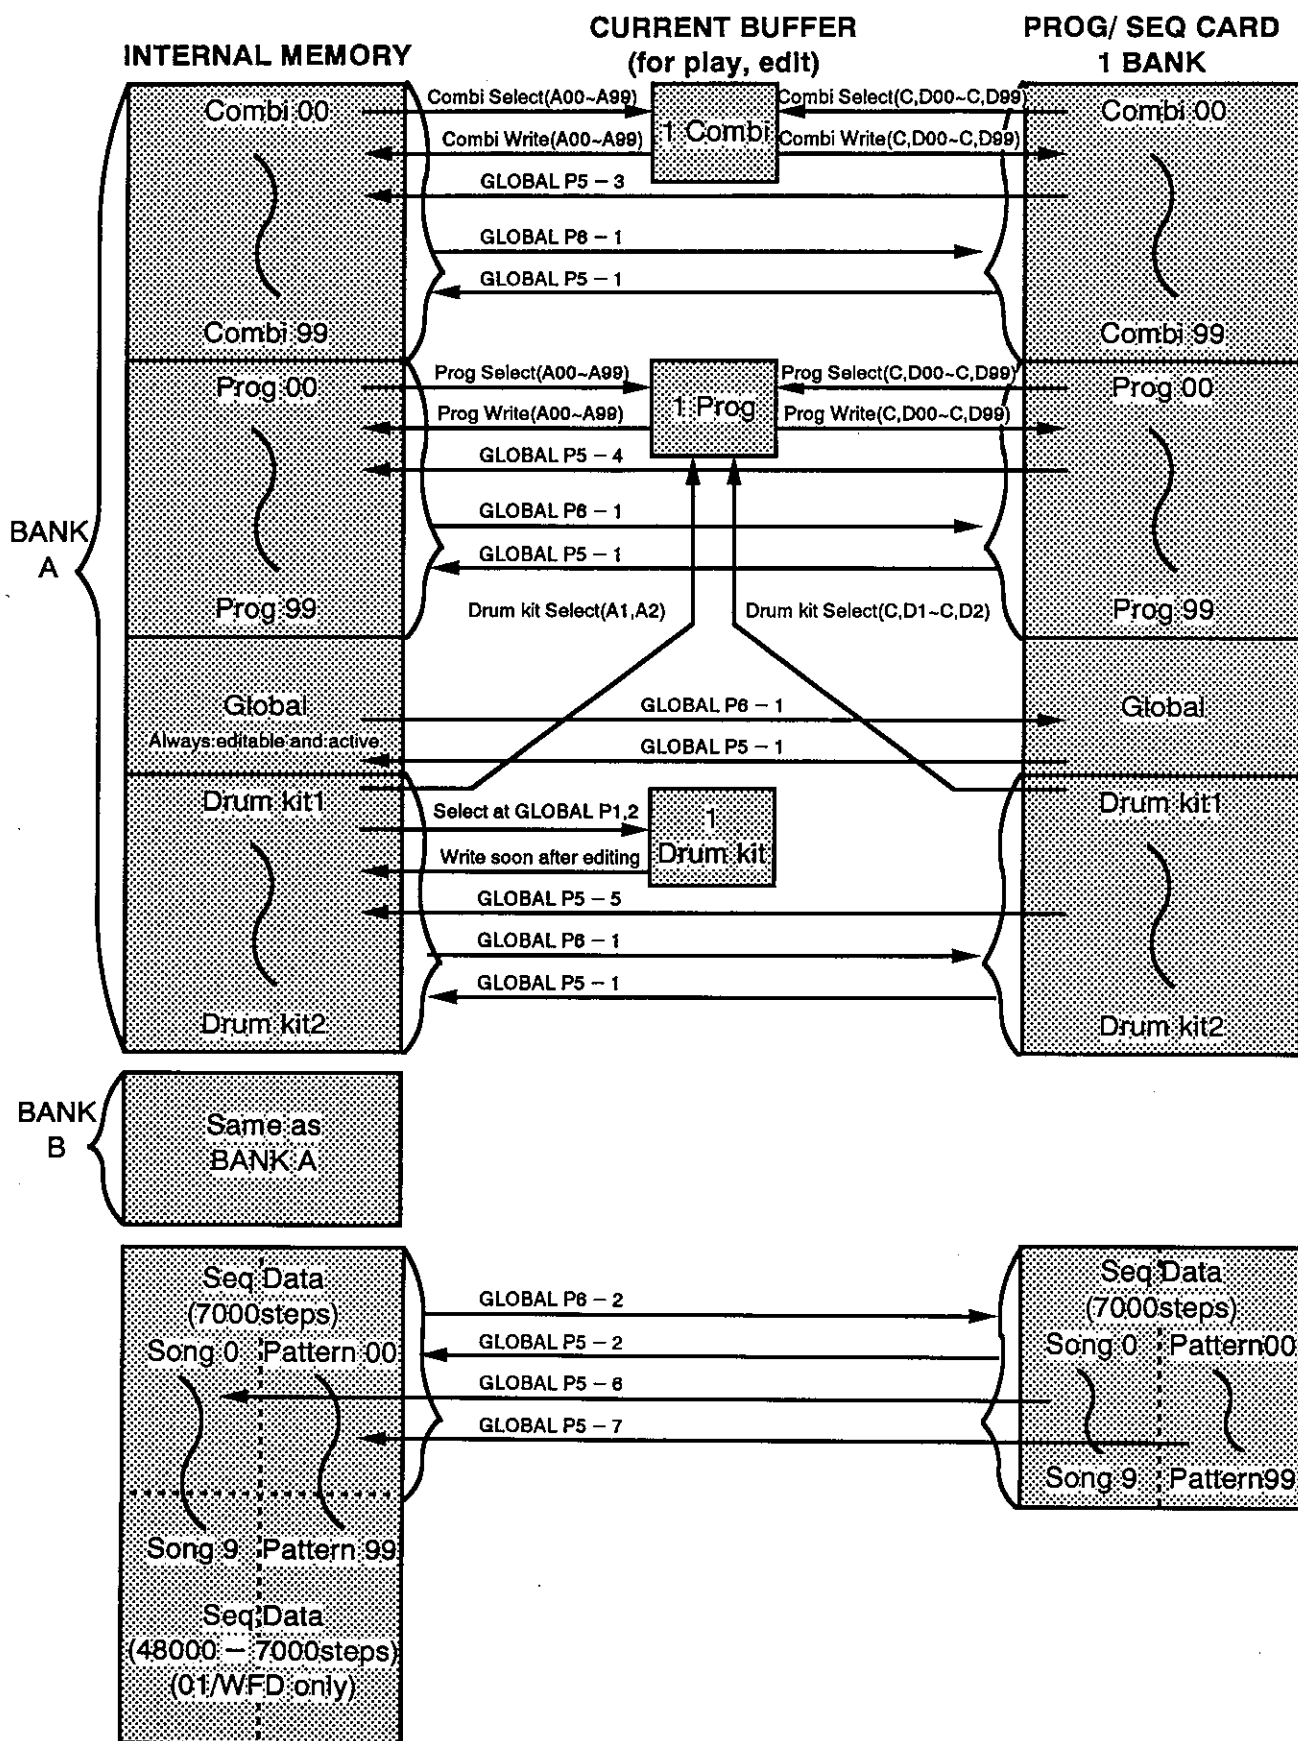 INTERNAL MEMORY
CURRENT BUFFER
(for play, edit)
PROG/ SEQ CARD
1 BANK
Combi 00
Combi Select(A00~A99)
1 Combi
Combi Select(C,D00~C,D99)
Combi 00
Combi Write(A00~A99)
Combi Write(C,D00~C,D99)
GLOBAL P5 – 3
GLOBAL P6 – 1
GLOBAL P5 – 1
Combi 99
Combi 99
Prog 00
Prog Select(A00~A99)
1 Prog
Prog Select(C,D00~C,D99)
Prog 00
Prog Write(A00~A99)
Prog Write(C,D00~C,D99)
GLOBAL P5 – 4
GLOBAL P6 – 1
BANK
A
GLOBAL P5 – 1
Prog 99
Drum kit Select(A1,A2)
Drum kit Select(C,D1~C,D2)
Prog 99
Global
GLOBAL P6 – 1
Global
Always editable and active
GLOBAL P5 – 1
Drum kit1
Drum kit1
Select at GLOBAL P1,2
1
Drum kit
Write soon after editing
GLOBAL P5 – 5
GLOBAL P6 – 1
GLOBAL P5 – 1
Drum kit2
Drum kit2
BANK
B
Same as
BANK A
Seq Data
(7000steps)
GLOBAL P6 – 2
Seq Data
(7000steps)
Song 0 Pattern 00
GLOBAL P5 – 2
Song 0 Pattern00
GLOBAL P5 – 6
GLOBAL P5 – 7
Song 9 Pattern99
Song 9 Pattern 99
Seq Data
(48000 – 7000steps)
(01/WFD only)